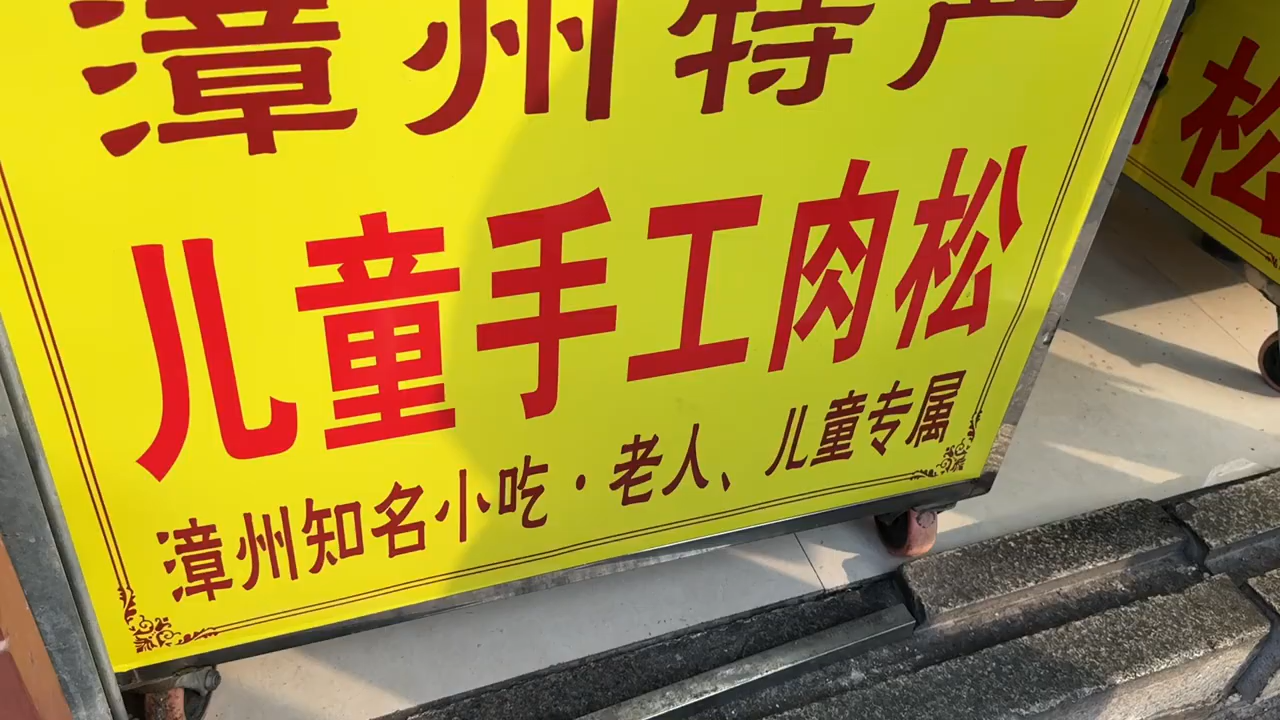 漳州特产
儿童手工肉松
漳州知名小吃·老人、儿童专属
松